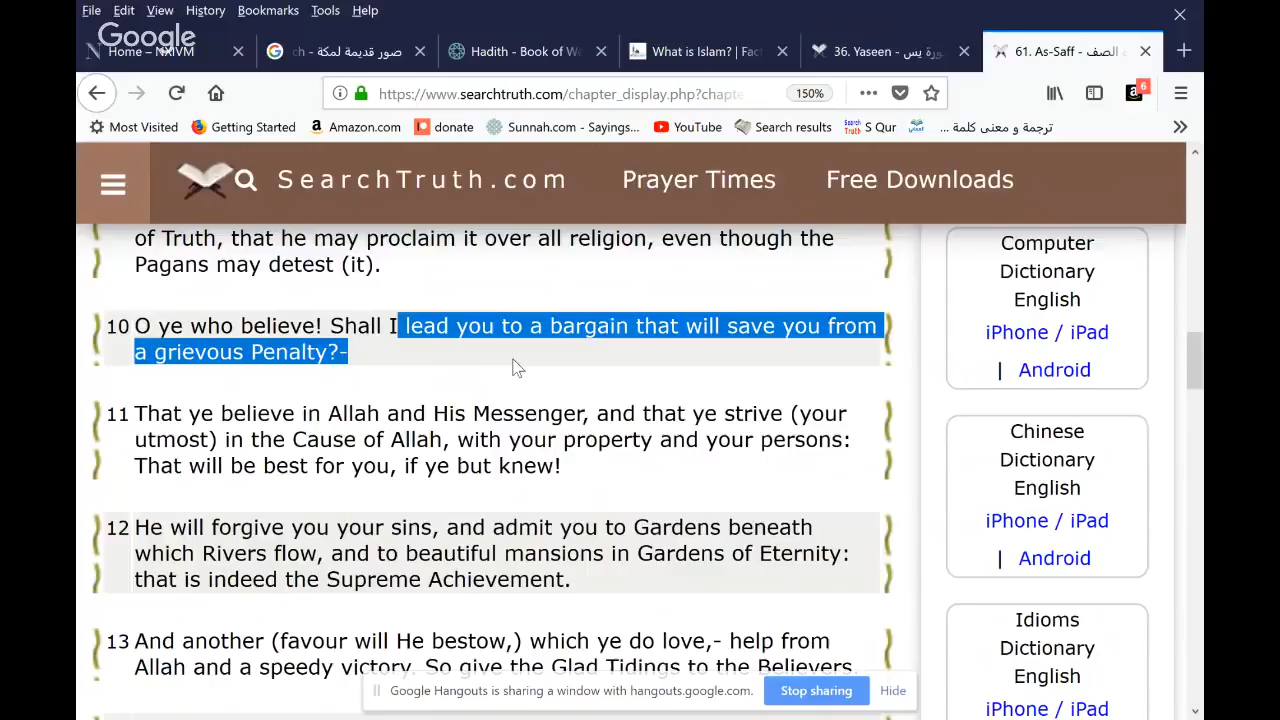 File Edit View History Bookmarks Tools Help
Google
Home – NXIVM
صور قديمة لمكة - ch
Hadith - Book of We
What is Islam? | Fac
36. Yaseen - سورة يس
61. As-Saff - الصف
https://www.searchtruth.com/chapter_display.php?chapte
150%
6
Most Visited
Getting Started
Amazon.com
donate
Sunnah.com - Sayings...
YouTube
Search results
Search Truth
S Qur
ترجمة و معنى كلمة ...
SearchTruth.com
Prayer Times
Free Downloads
of Truth, that he may proclaim it over all religion, even though the
Pagans may detest (it).
10 O ye who believe! Shall I lead you to a bargain that will save you from
a grievous Penalty?-
11 That ye believe in Allah and His Messenger, and that ye strive (your
utmost) in the Cause of Allah, with your property and your persons:
That will be best for you, if ye but knew!
12 He will forgive you your sins, and admit you to Gardens beneath
which Rivers flow, and to beautiful mansions in Gardens of Eternity:
that is indeed the Supreme Achievement.
13 And another (favour will He bestow,) which ye do love,- help from
Allah and a speedy victory. So give the Glad Tidings to the Believers.
Computer
Dictionary
English
iPhone / iPad
| Android
Chinese
Dictionary
English
iPhone / iPad
| Android
Idioms
Dictionary
English
iPhone / iPad
Google Hangouts is sharing a window with hangouts.google.com.
Stop sharing
Hide